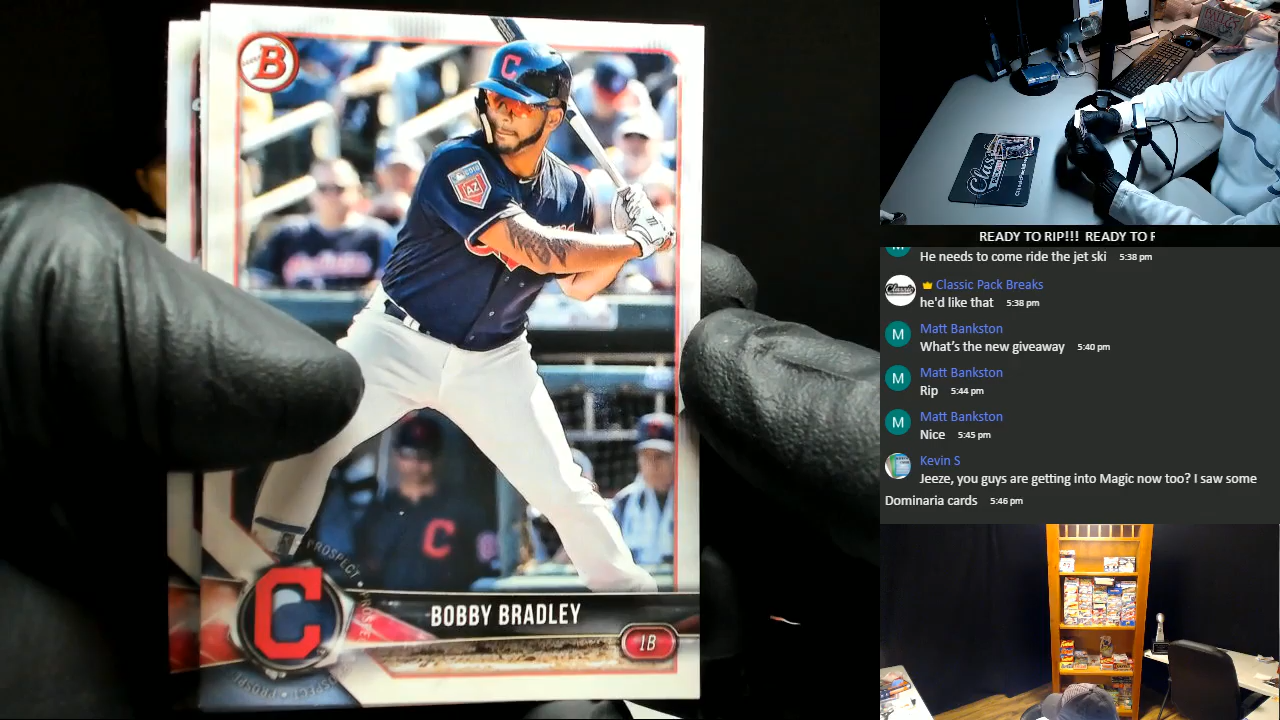 B
C
2018
AZ
C
PROSPECT •
C
BOBBY BRADLEY
1B
Classic
READY TO RIP!!! READY TO F
M
He needs to come ride the jet ski 5:38 pm
Classic Pack Breaks
he'd like that 5:38 pm
M
Matt Bankston
What's the new giveaway 5:40 pm
M
Matt Bankston
Rip 5:44 pm
M
Matt Bankston
Nice 5:45 pm
Kevin S
Jeeze, you guys are getting into Magic now too? I saw some
Dominaria cards 5:46 pm